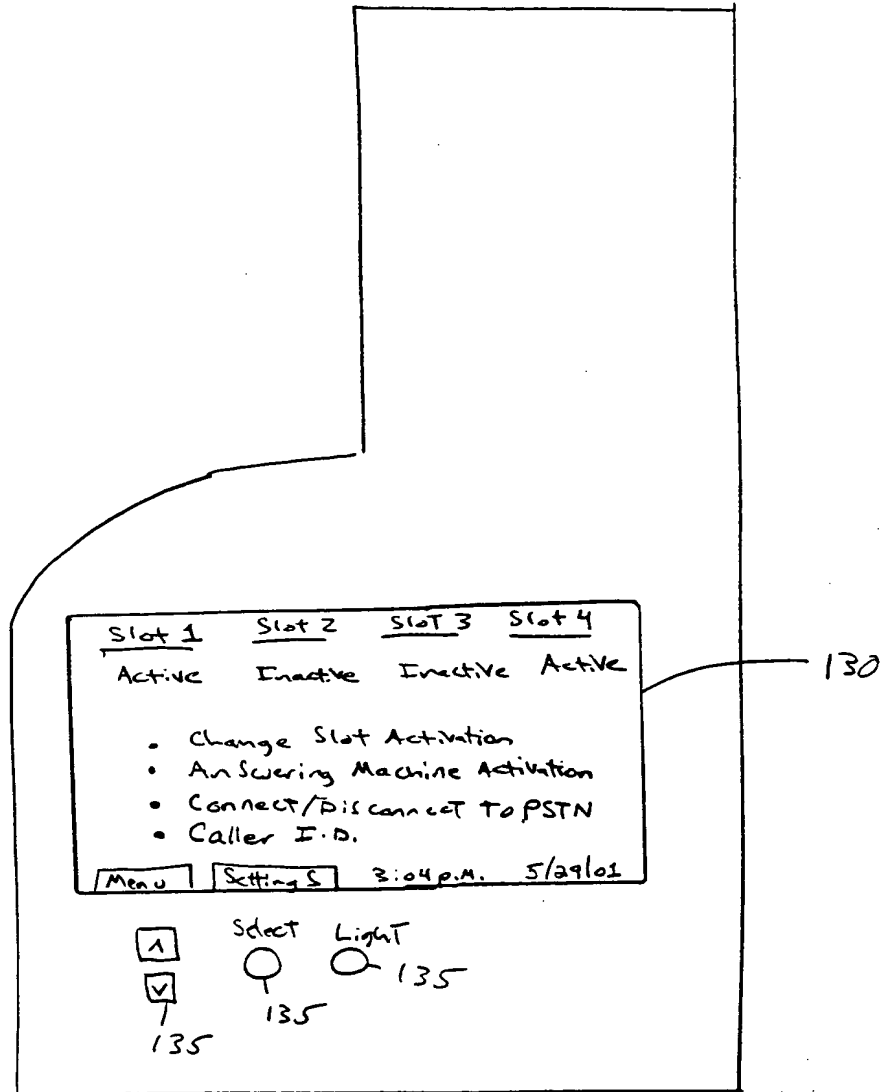 Slot 1 Slot 2 Slot 3 Slot 4
Active Inactive Inactive Active
130
• Change Slot Activation
• Answering Machine Activation
• Connect/Disconnect To PSTN
• Caller I.D.
Menu Settings 3:04 p.m. 5/29/01
^ Select Light
v 135
135
135